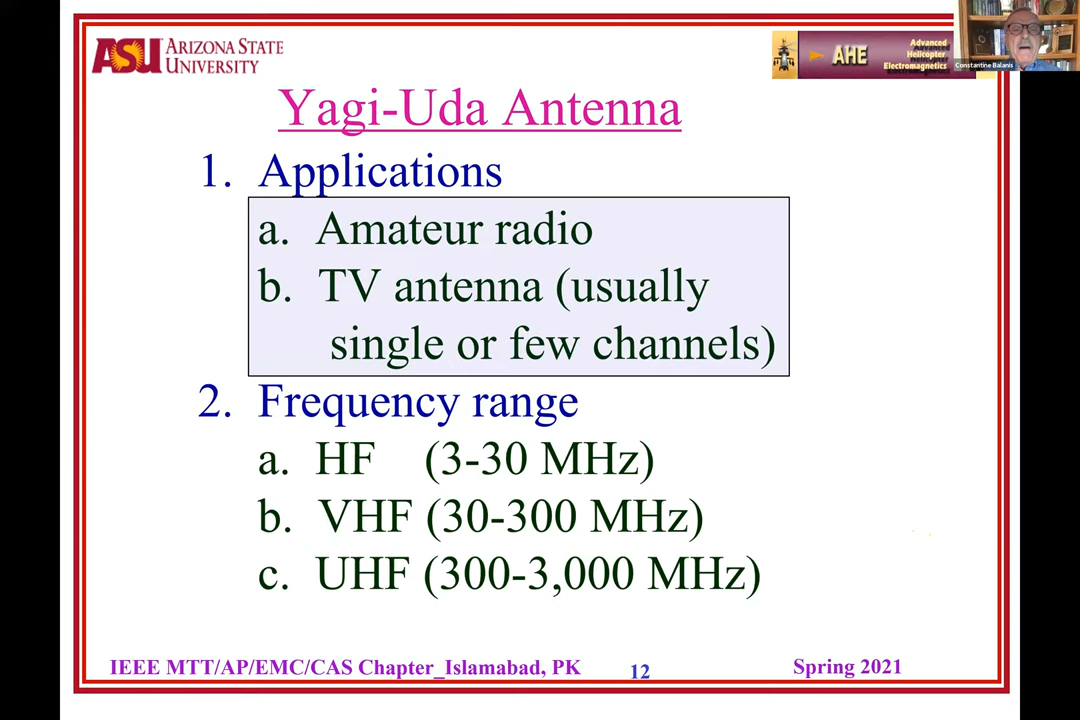 ASU ARIZONA STATE
UNIVERSITY
AHE
Advanced
Helicopter
Electromagnetics
Constantine Balanis
Yagi-Uda Antenna
1. Applications
a. Amateur radio
b. TV antenna (usually
single or few channels)
2. Frequency range
a. HF (3-30 MHz)
b. VHF (30-300 MHz)
c. UHF (300-3,000 MHz)
IEEE MTT/AP/EMC/CAS Chapter_Islamabad, PK 12 Spring 2021